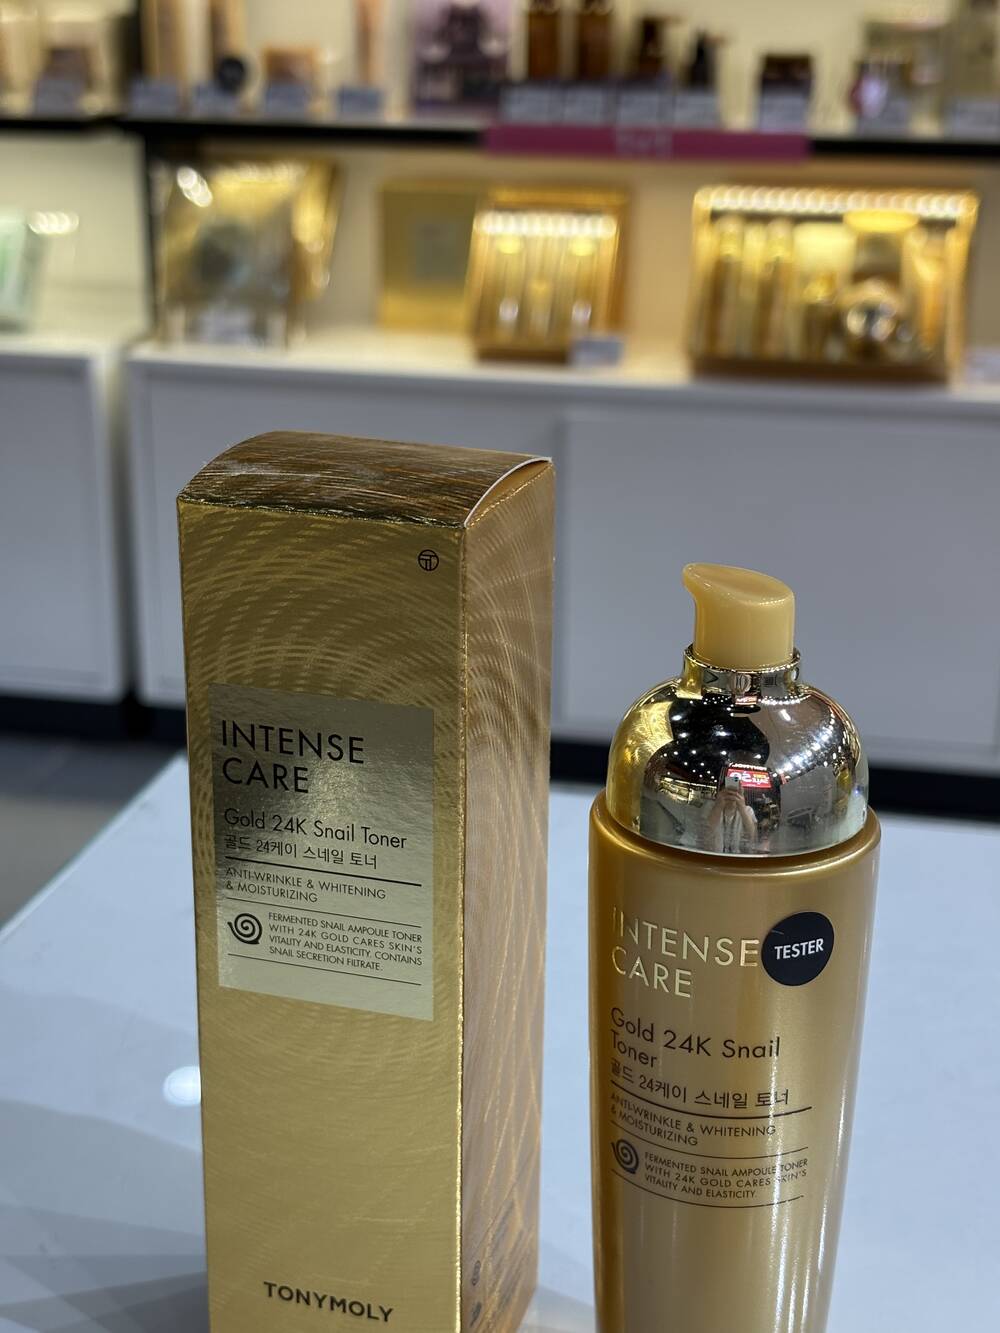 INTENSE
CARE
Gold 24K Snail Toner
골드 24케이 스네일 토너
ANTI-WRINKLE & WHITENING
& MOISTURIZING
FERMENTED SNAIL AMPOULE TONER
WITH 24K GOLD CARES SKIN'S
VITALITY AND ELASTICITY. CONTAINS
SNAIL SECRETION FILTRATE.
TONYMOLY
INTENSE
CARE
TESTER
Gold 24K Snail
Toner
골드 24케이 스네일 토너
ANTI-WRINKLE & WHITENING
& MOISTURIZING
FERMENTED SNAIL AMPOULE TONER
WITH 24K GOLD CARES SKIN'S
VITALITY AND ELASTICITY.